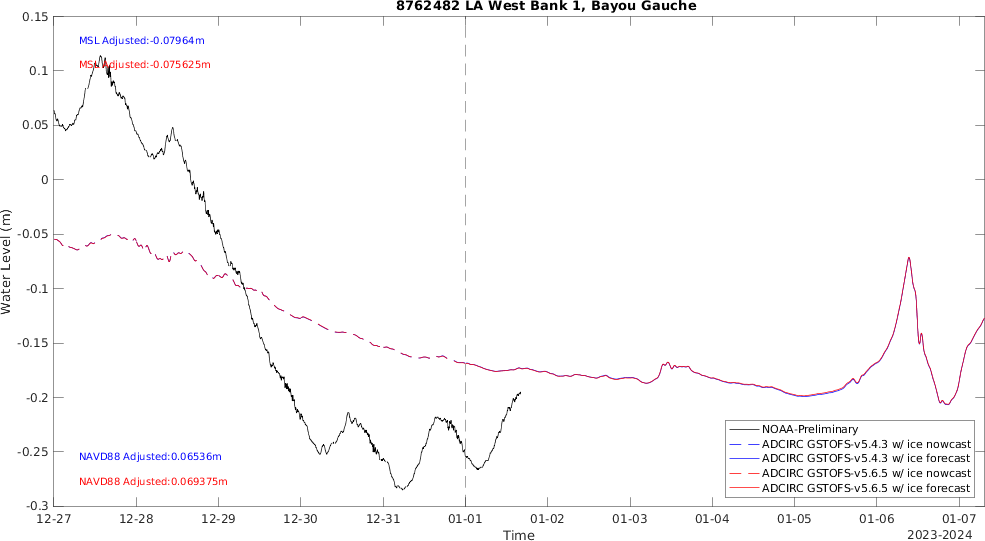 8762482 LA West Bank 1, Bayou Gauche
0.15
MSL Adjusted:-0.07964m
MSL Adjusted:-0.075625m
0.1
0.05
0
-0.05
-0.1
-0.15
-0.2
-0.25
-0.3
Water Level (m)
NAVD88 Adjusted:0.06536m
NAVD88 Adjusted:0.069375m
NOAA-Preliminary
ADCIRC GSTOFS-v5.4.3 w/ ice nowcast
ADCIRC GSTOFS-v5.4.3 w/ ice forecast
ADCIRC GSTOFS-v5.6.5 w/ ice nowcast
ADCIRC GSTOFS-v5.6.5 w/ ice forecast
12-27 12-28 12-29 12-30 12-31 01-01 01-02 01-03 01-04 01-05 01-06 01-07
Time
2023-2024